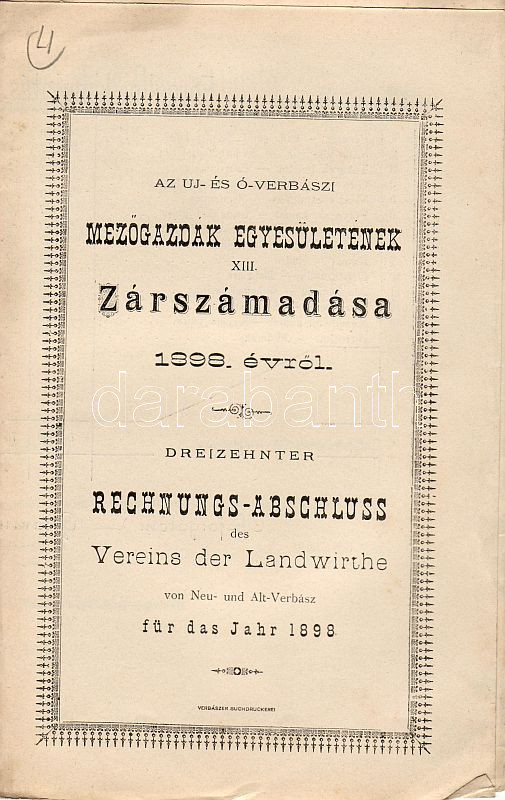 4
AZ UJ- ÉS Ó-VERBÁSZI
MEZŐGAZDÁK EGYESÜLETÉNEK
XIII.
Zárszámadása
1898. évről.
darabanth
DREIZEHNTER
RECHNUNGS-ABSCHLUSS
des
Vereins der Landwirthe
von Neu- und Alt-Verbász
für das Jahr 1898
VERBÁSZER BUCHDRUCKEREI